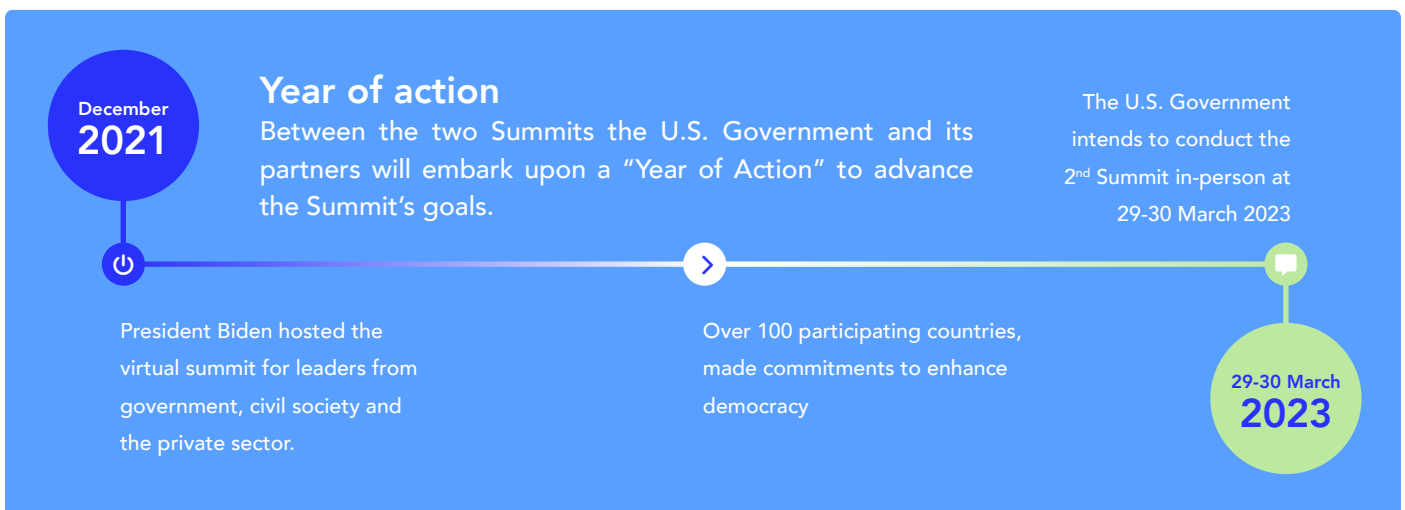 December
2021
Year of action
Between the two Summits the U.S. Government and its
partners will embark upon a “Year of Action” to advance
the Summit’s goals.
The U.S. Government
intends to conduct the
2nd Summit in-person at
29-30 March 2023
President Biden hosted the
virtual summit for leaders from
government, civil society and
the private sector.
Over 100 participating countries,
made commitments to enhance
democracy
29-30 March
2023